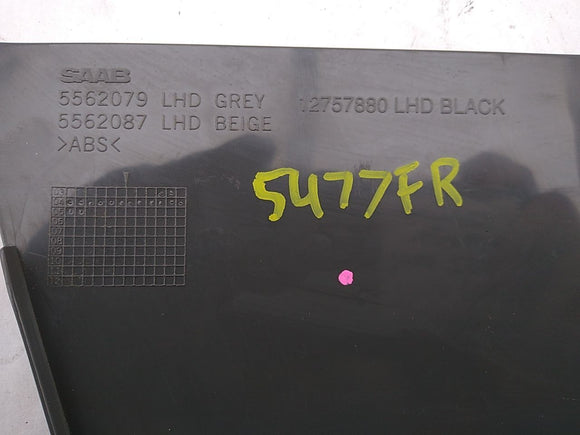 SAAB
5562079 LHD GREY 12757880 LHD BLACK
5562087 LHD BEIGE
>ABS<
5477FR